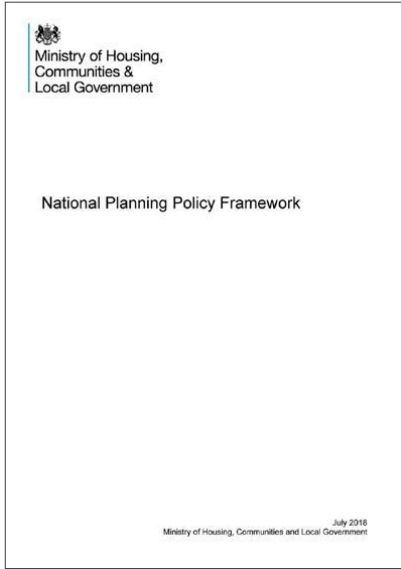 Ministry of Housing,
Communities &
Local Government
National Planning Policy Framework
July 2018
Ministry of Housing, Communities and Local Government